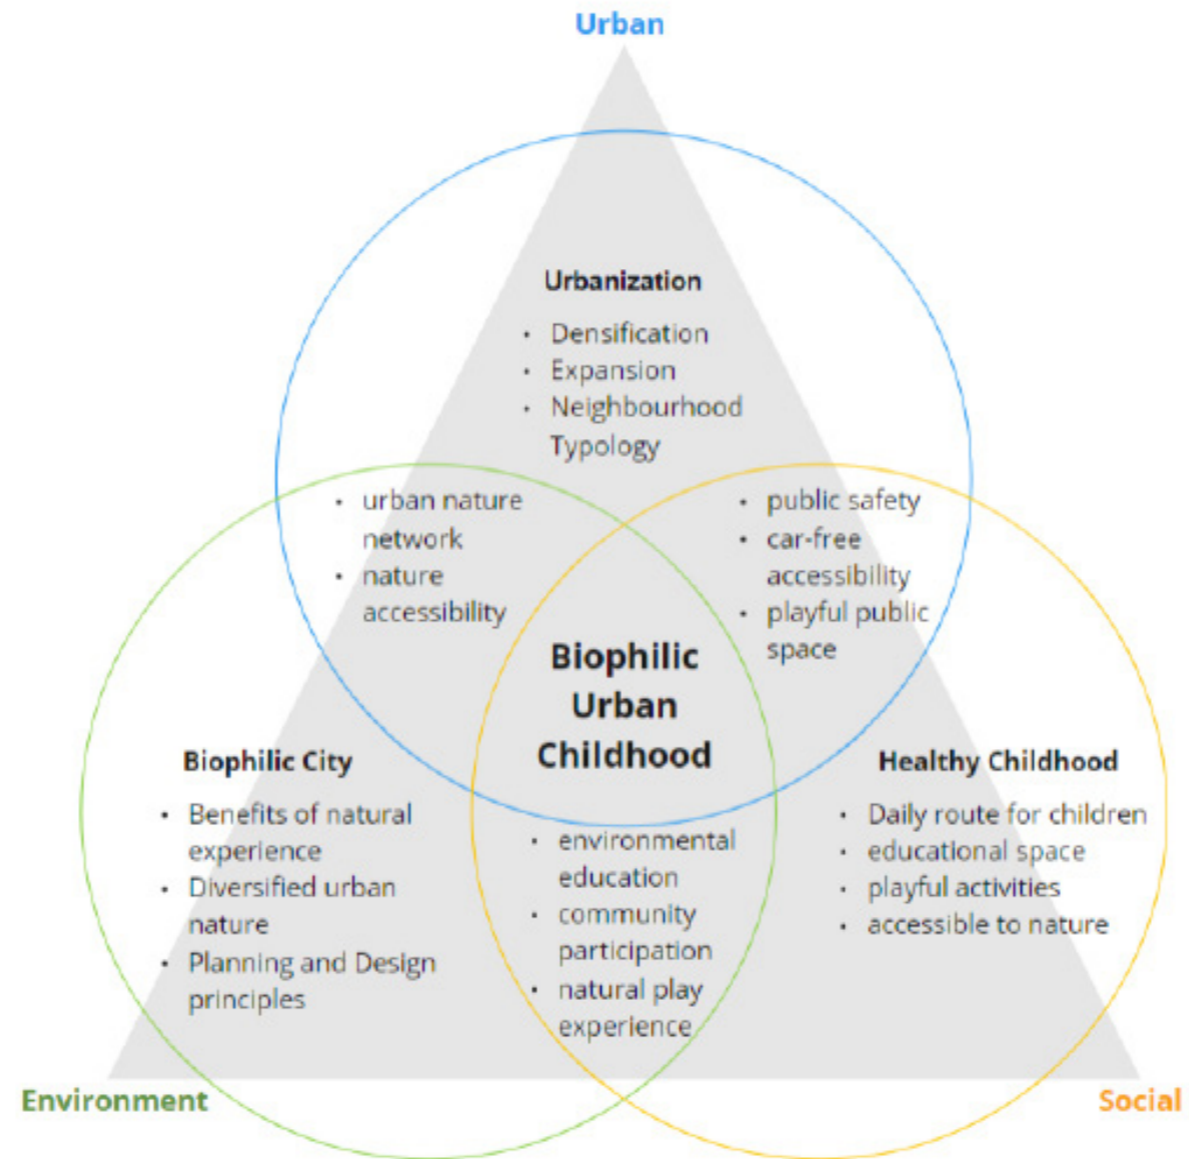 Urban
Urbanization
• Densification
• Expansion
• Neighbourhood
Typology
• urban nature
network
• nature
accessibility
• public safety
• car-free
accessibility
• playful public
space
Biophilic
Urban
Childhood
Biophilic City
• Benefits of natural
experience
• Diversified urban
nature
• Planning and Design
principles
• environmental
education
• community
participation
• natural play
experience
Healthy Childhood
• Daily route for children
• educational space
• playful activities
• accessible to nature
Environment
Social